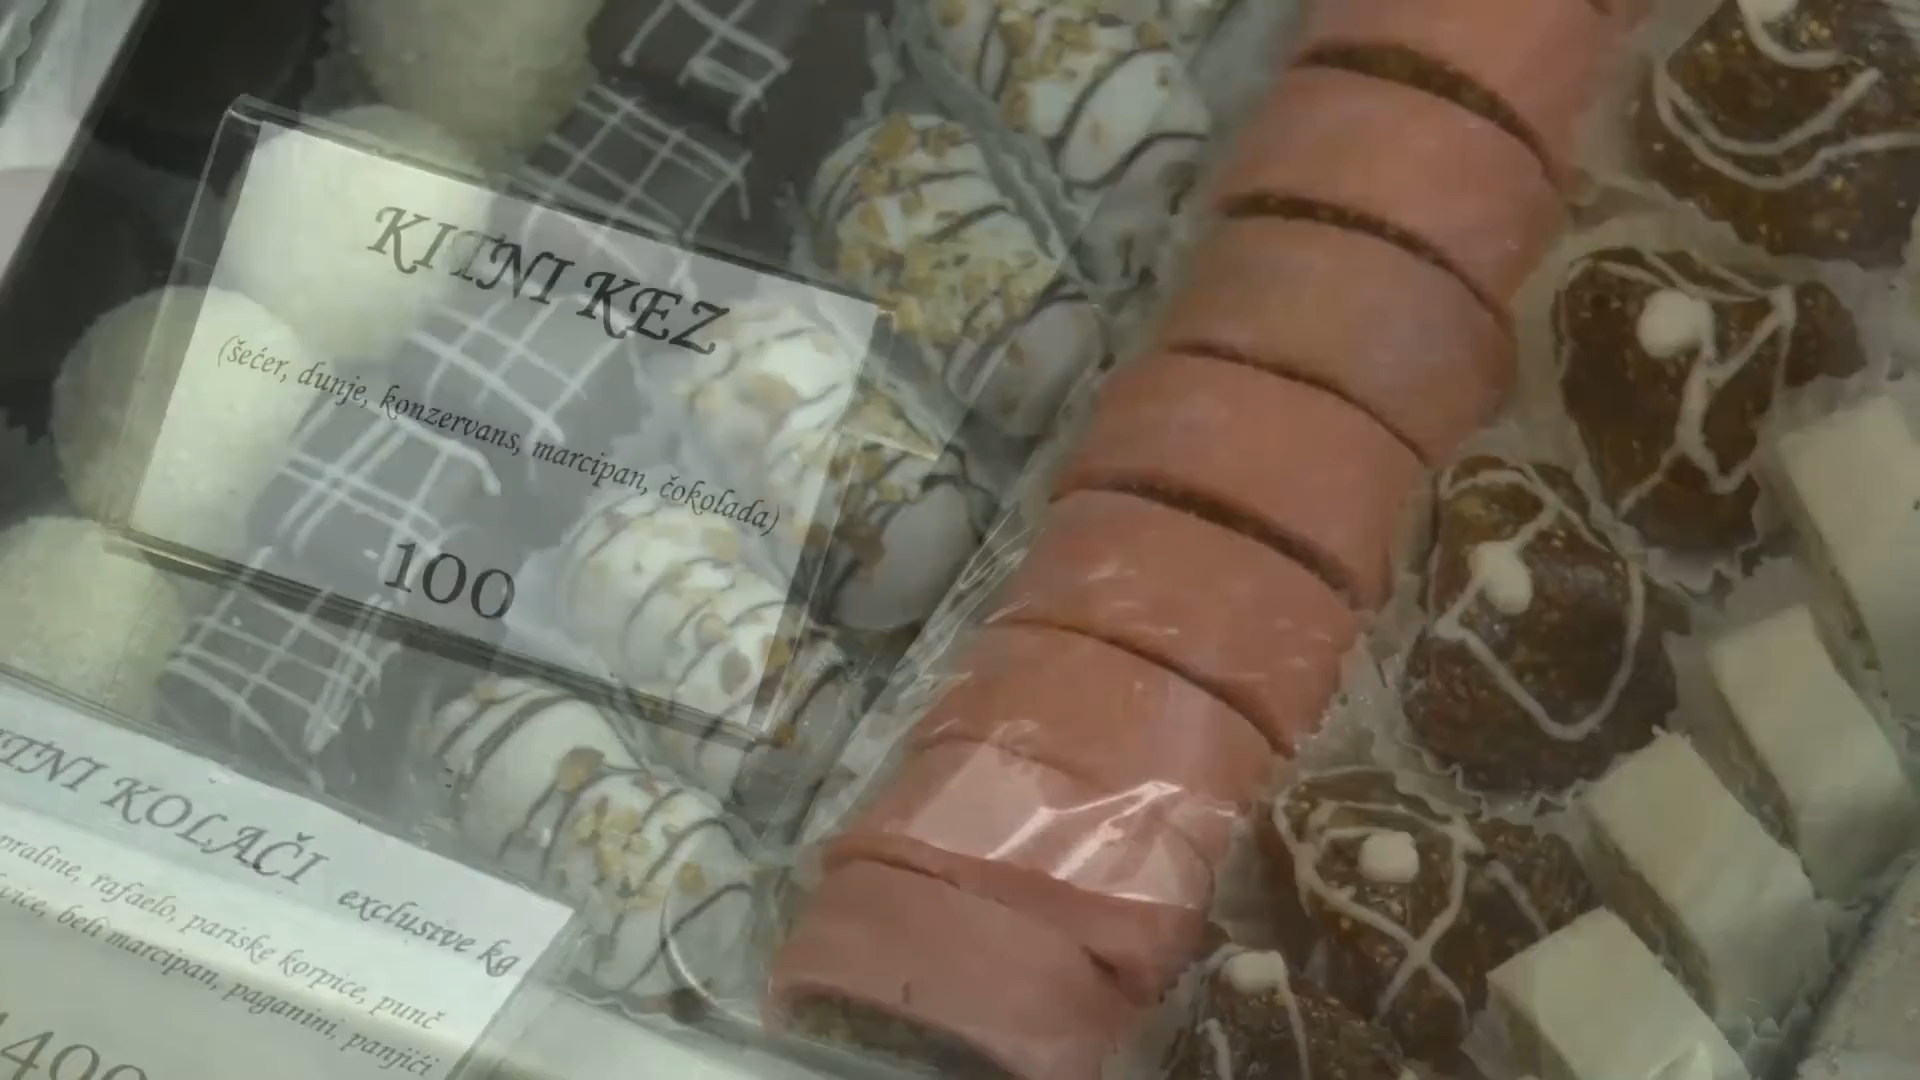 KITNI KEZ
(šećer, dunje, konzervans, marcipan, čokolada)
100
KOLAČI exclusive kg
praline, rafaelo, pariske korpice, punč
beli marcipan, paganini, panjići